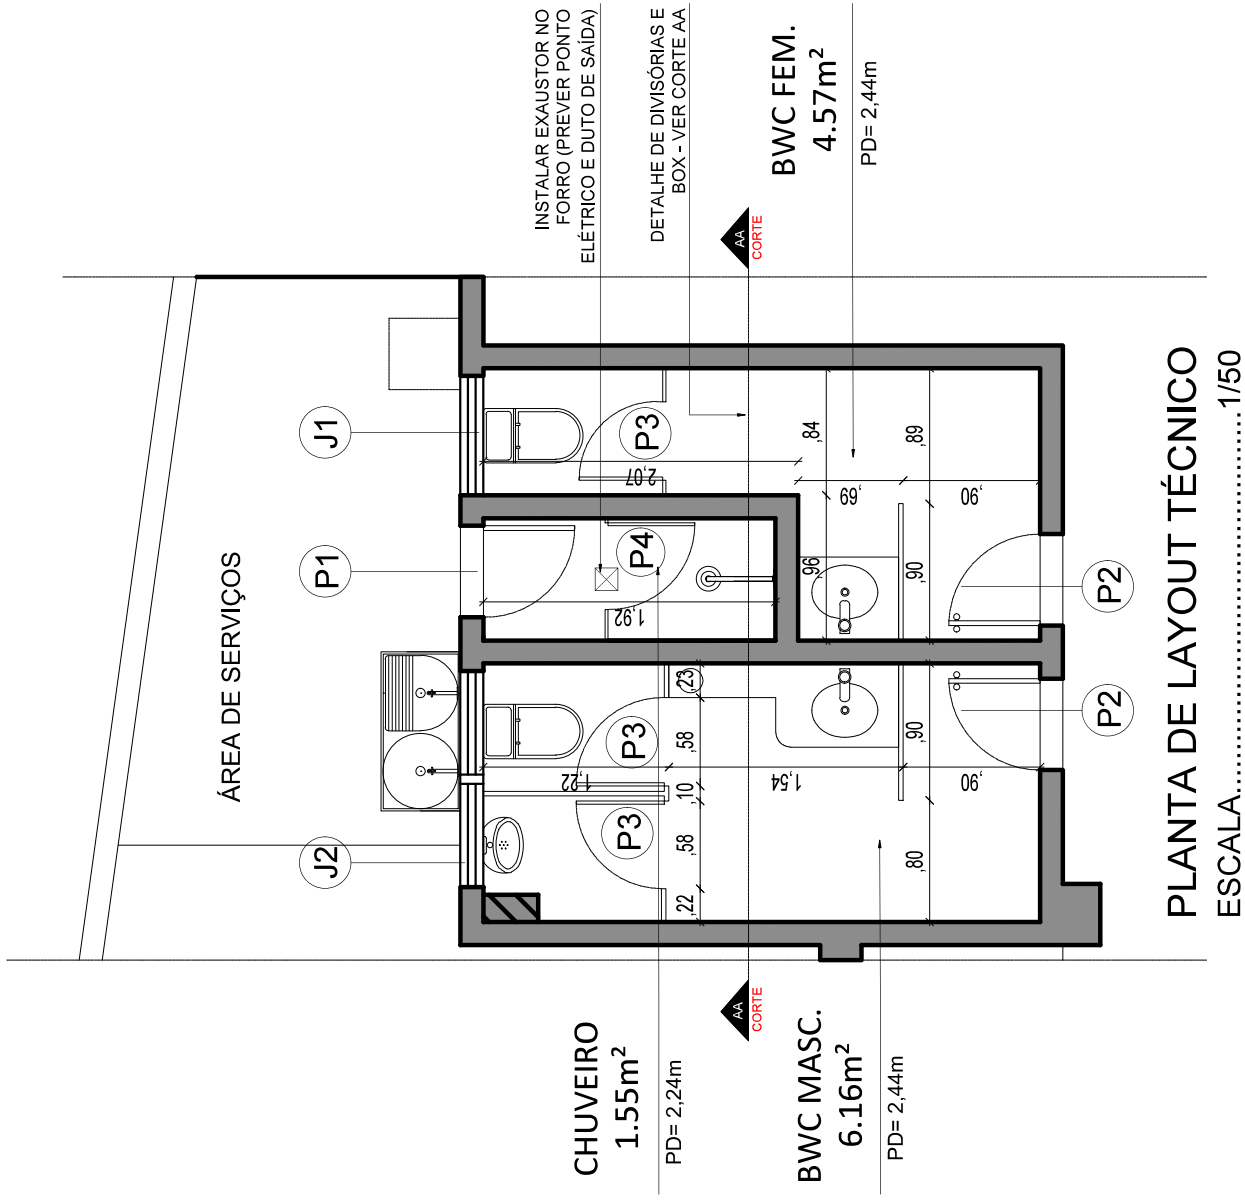 ÁREA DE SERVIÇOS
J2
P1
J1
INSTALAR EXAUSTOR NO
FORRO (PREVER PONTO
ELÉTRICO E DUTO DE SAÍDA)
DETALHE DE DIVISÓRIAS E
BOX - VER CORTE AA
CHUVEIRO
1.55m²
PD= 2,24m
P3
P3
P4
P3
1,22
1,92
2,07
,22
,58
,10
,58
,23
AA
CORTE
AA
CORTE
BWC MASC.
6.16m²
PD= 2,44m
BWC FEM.
4.57m²
PD= 2,44m
1,54
,96
,84
,69
,80
,90
,90
,89
,90
,90
P2
P2
PLANTA DE LAYOUT TÉCNICO
ESCALA......................................1/50